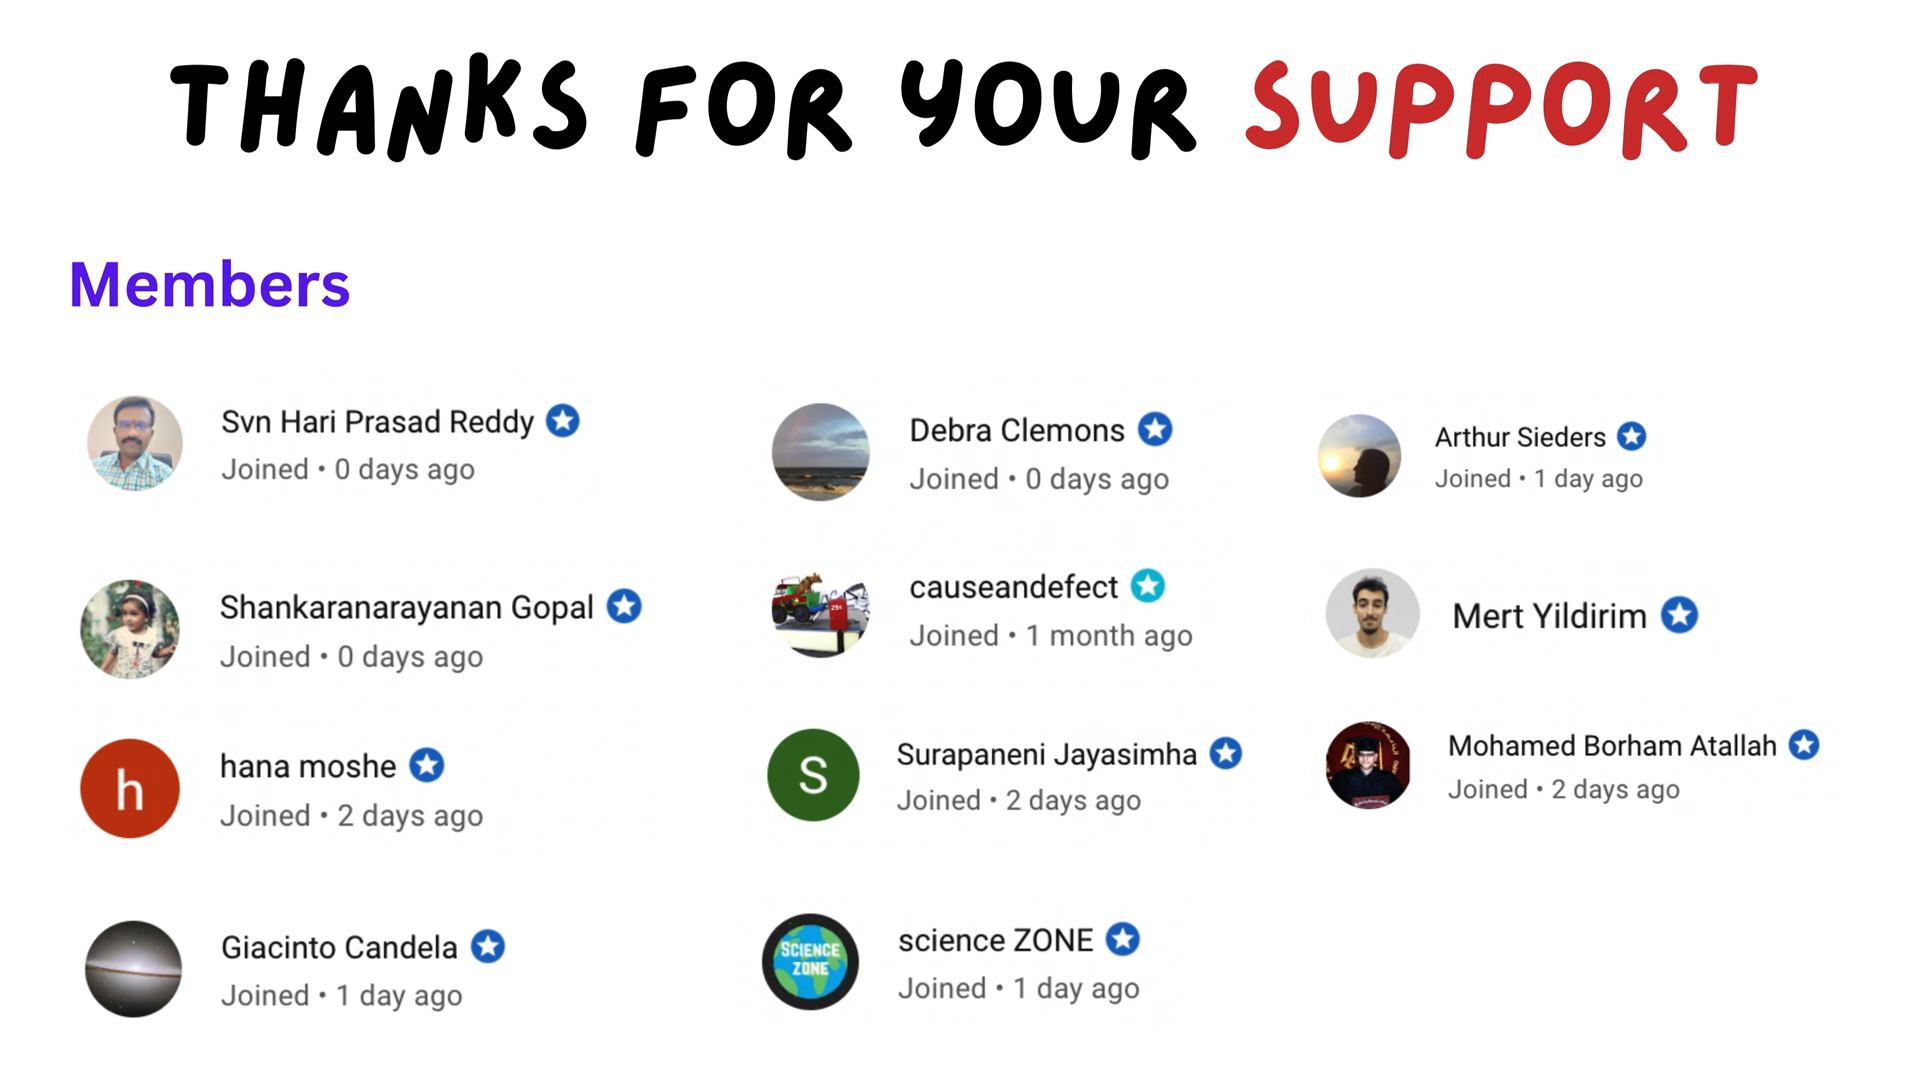 THANKS FOR YOUR SUPPORT
Members
Svn Hari Prasad Reddy
Joined • 0 days ago
Debra Clemons
Joined • 0 days ago
Arthur Sieders
Joined • 1 day ago
Shankaranarayanan Gopal
Joined • 0 days ago
causeandefect
Joined • 1 month ago
Mert Yildirim
h
hana moshe
Joined • 2 days ago
S
Surapaneni Jayasimha
Joined • 2 days ago
Mohamed Borham Atallah
Joined • 2 days ago
Giacinto Candela
Joined • 1 day ago
SCIENCE
ZONE
science ZONE
Joined • 1 day ago